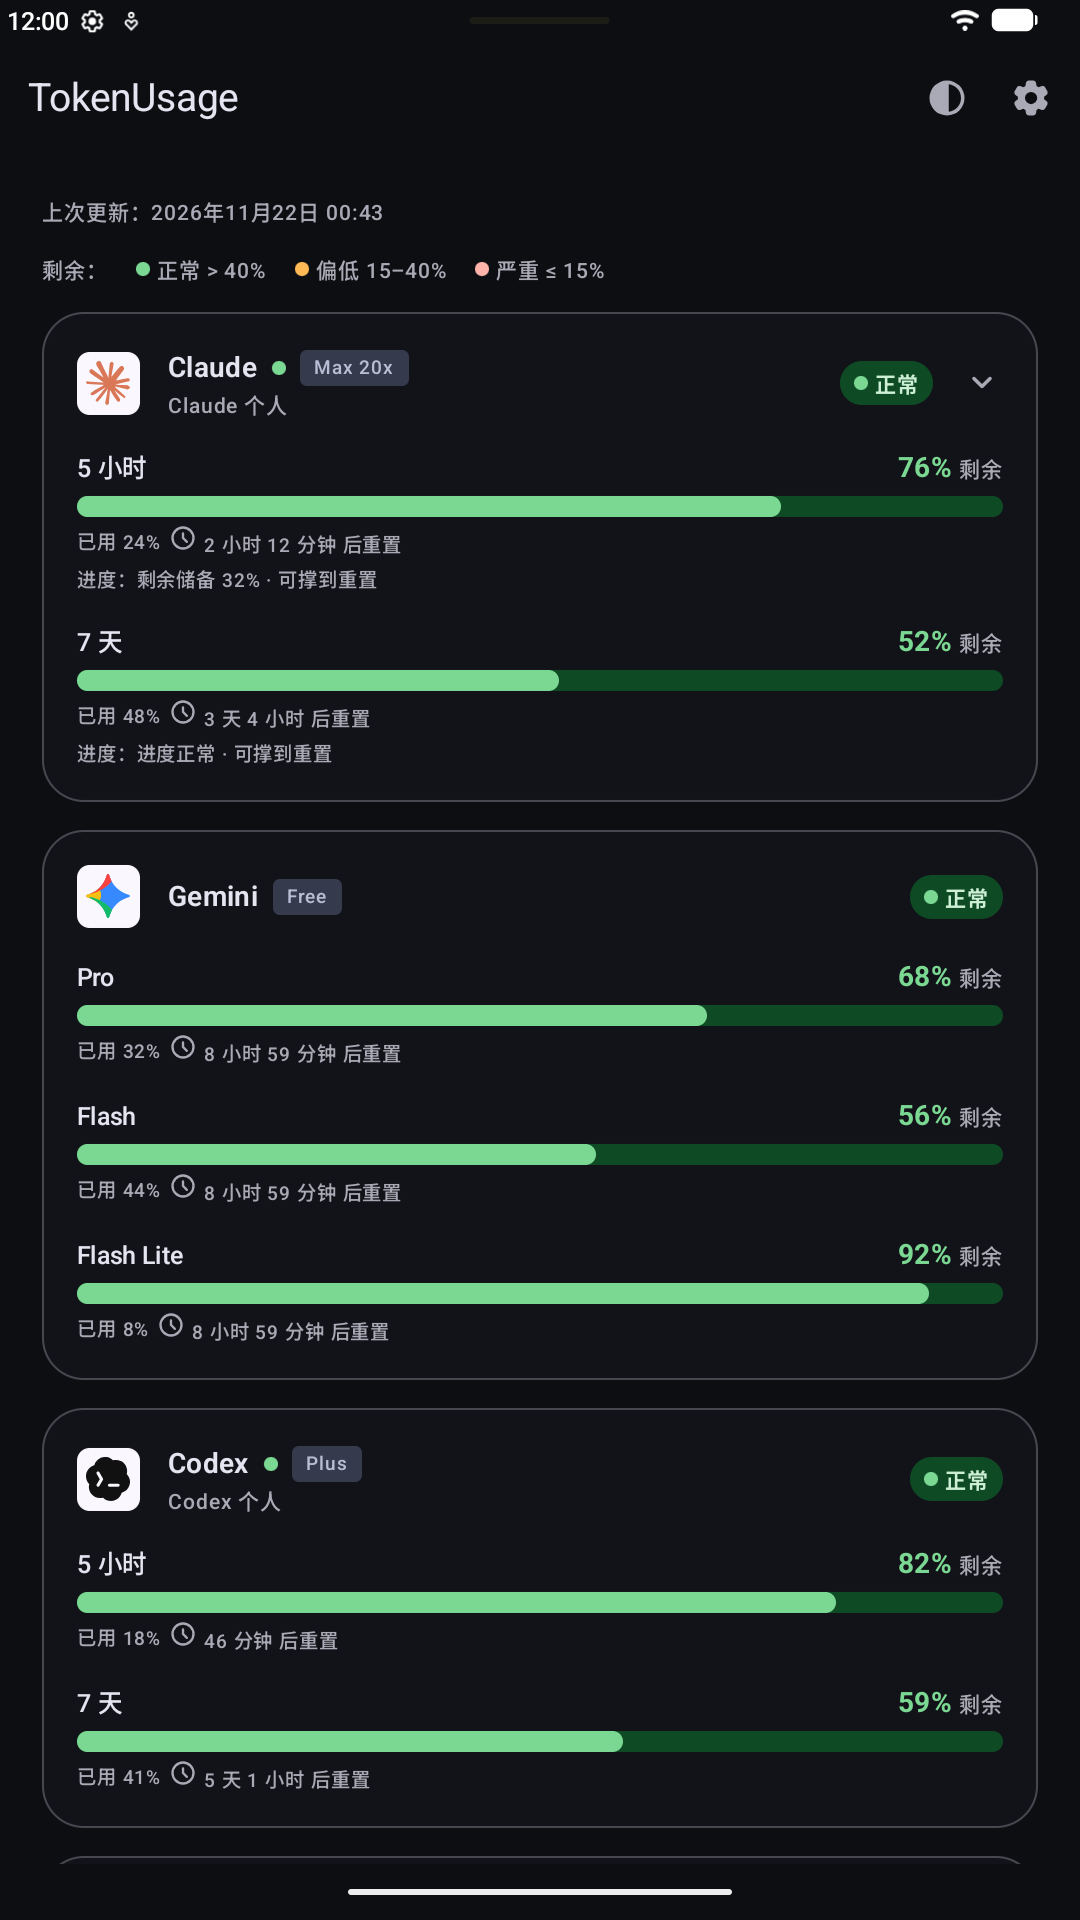 12:00
TokenUsage
上次更新：2026年11月22日 00:43
剩余： 正常 > 40% 偏低 15–40% 严重 ≤ 15%
Claude Max 20x 正常
Claude 个人
5 小时 76% 剩余
已用 24% 2 小时 12 分钟 后重置
进度：剩余储备 32% · 可撑到重置
7 天 52% 剩余
已用 48% 3 天 4 小时 后重置
进度：进度正常 · 可撑到重置
Gemini Free 正常
Pro 68% 剩余
已用 32% 8 小时 59 分钟 后重置
Flash 56% 剩余
已用 44% 8 小时 59 分钟 后重置
Flash Lite 92% 剩余
已用 8% 8 小时 59 分钟 后重置
Codex Plus 正常
Codex 个人
5 小时 82% 剩余
已用 18% 46 分钟 后重置
7 天 59% 剩余
已用 41% 5 天 1 小时 后重置